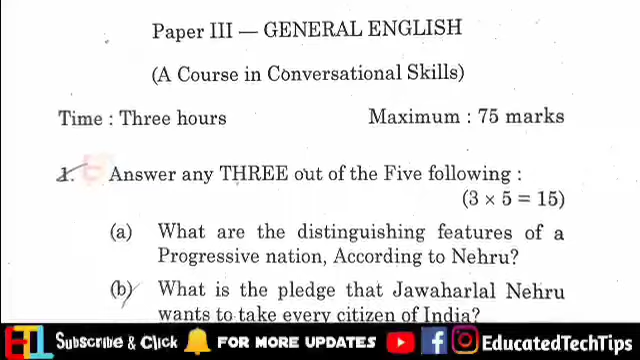 Paper III — GENERAL ENGLISH
(A Course in Conversational Skills)
Time : Three hours Maximum : 75 marks
1. Answer any THREE out of the Five following :
(3 × 5 = 15)
(a) What are the distinguishing features of a
Progressive nation, According to Nehru?
(b) What is the pledge that Jawaharlal Nehru
wants to take every citizen of India?
ETL Subscribe & Click FOR MORE UPDATES EducatedTechTips